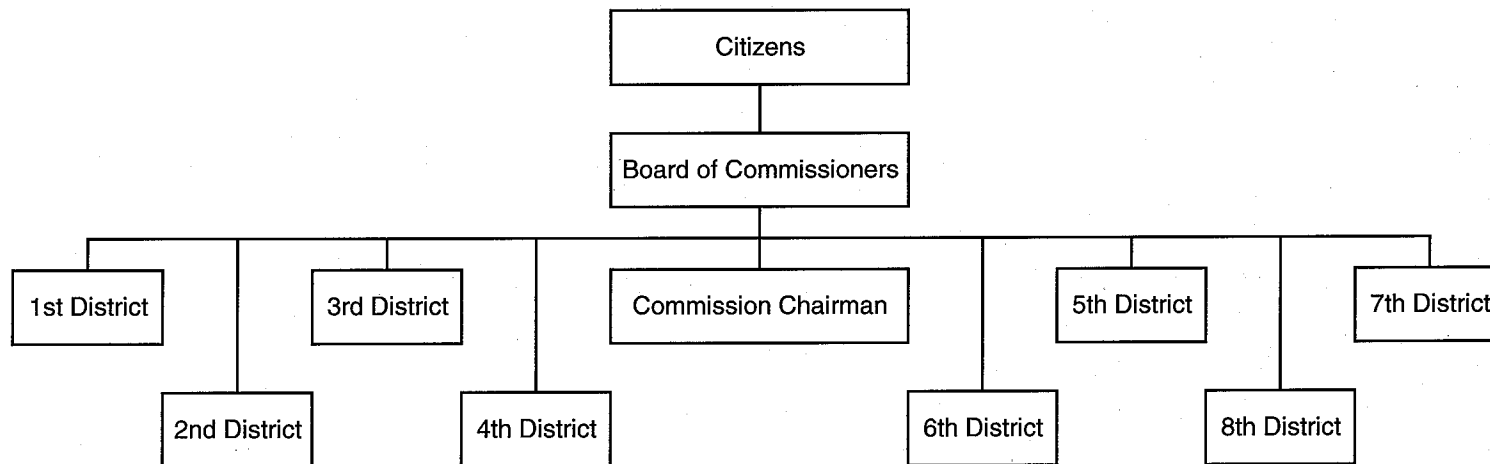 Citizens
Board of Commissioners
1st District
3rd District
Commission Chairman
5th District
7th District
2nd District
4th District
6th District
8th District